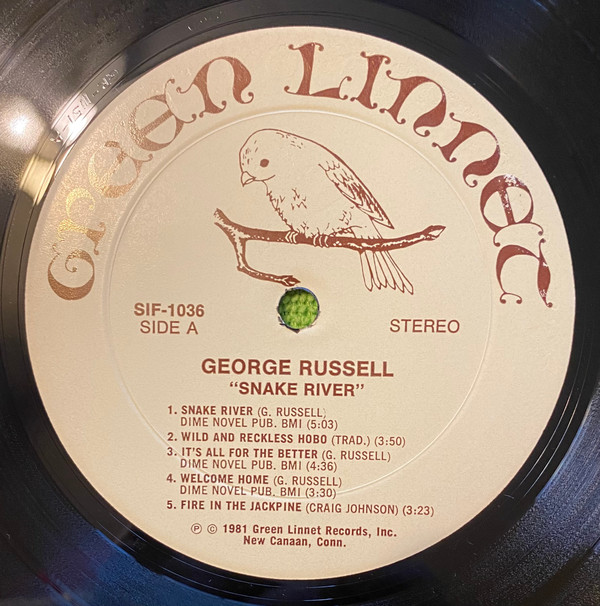 GREEN LINNET
SIF-1036
SIDE A
STEREO
GEORGE RUSSELL
"SNAKE RIVER"
1. SNAKE RIVER (G. RUSSELL)
DIME NOVEL PUB. BMI (5:03)
2. WILD AND RECKLESS HOBO (TRAD.) (3:50)
3. IT'S ALL FOR THE BETTER (G. RUSSELL)
DIME NOVEL PUB. BMI (4:36)
4. WELCOME HOME (G. RUSSELL)
DIME NOVEL PUB. BMI (3:30)
5. FIRE IN THE JACKPINE (CRAIG JOHNSON) (3:23)
℗ © 1981 Green Linnet Records, Inc.
New Canaan, Conn.